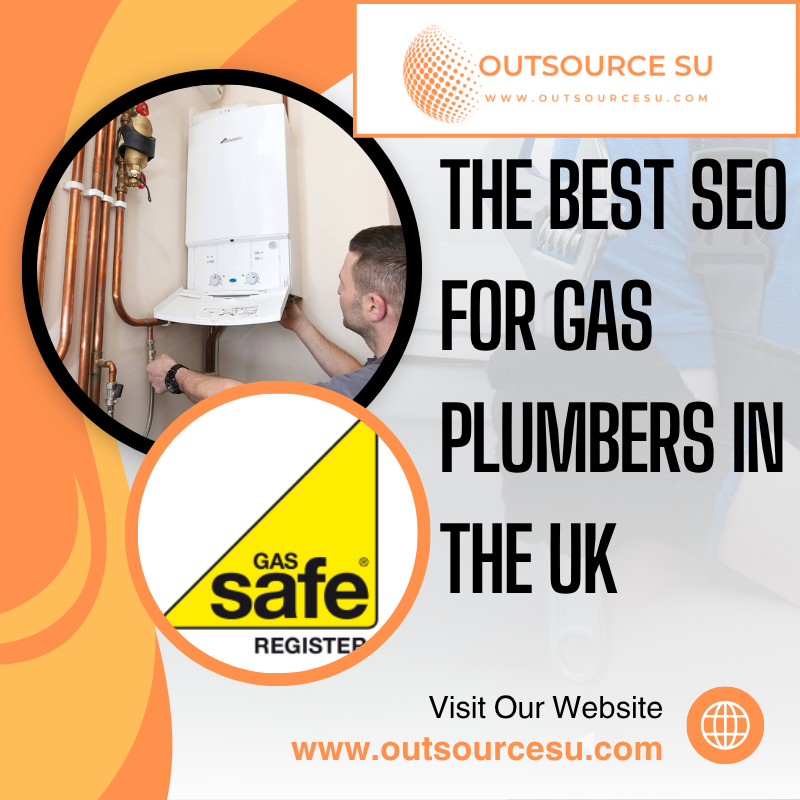 OUTSOURCE SU
WWW.OUTSOURCESU.COM
THE BEST SEO
FOR GAS
PLUMBERS IN
THE UK
GAS
safe®
REGISTER
Visit Our Website
www.outsourcesu.com